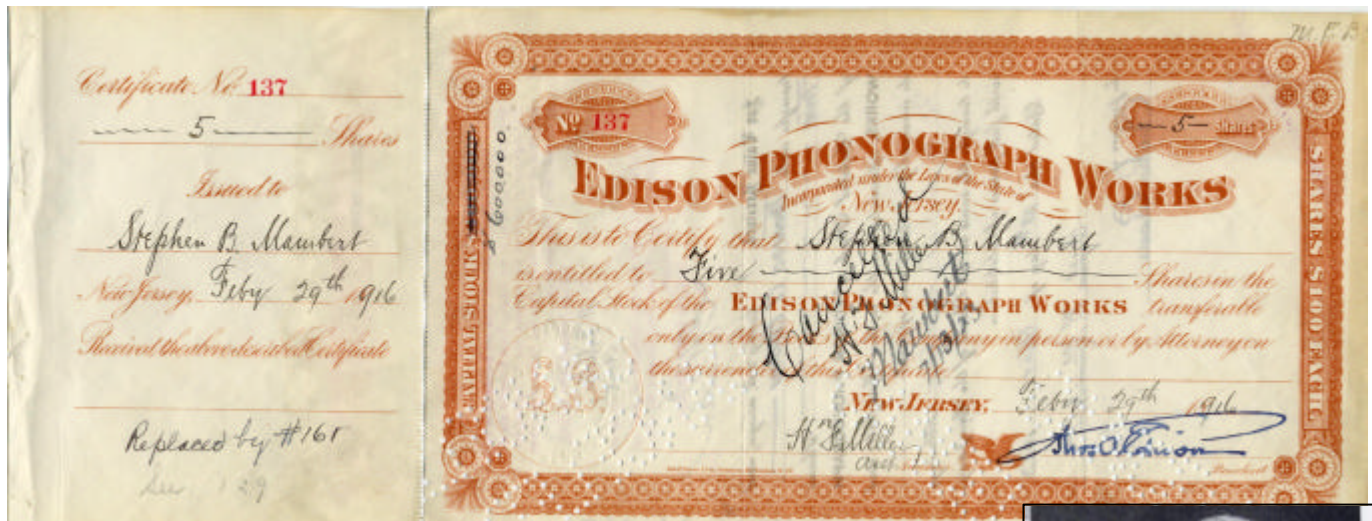 Certificate No. 137
5 Shares
Issued to
Stephen B. Mambert
New Jersey, Feby 29th 1916
Received the above described Certificate
Replaced by #161
M. F. B.
No 137
— 5 — SHARES
EDISON PHONOGRAPH WORKS
Incorporated under the Laws of the State of
New Jersey.
CAPITAL STOCK
$600000
SHARES $100 EACH
This is to Certify that Stephen B. Mambert
is entitled to Five Shares in the
Capital Stock of the EDISON PHONOGRAPH WORKS transferable
only on the Books of the Company in person or by Attorney on
the surrender of this Certificate
Cancelled
H. F. Miller
Mambert
NEW JERSEY, Feby 29th 1916
H. F. Miller
President